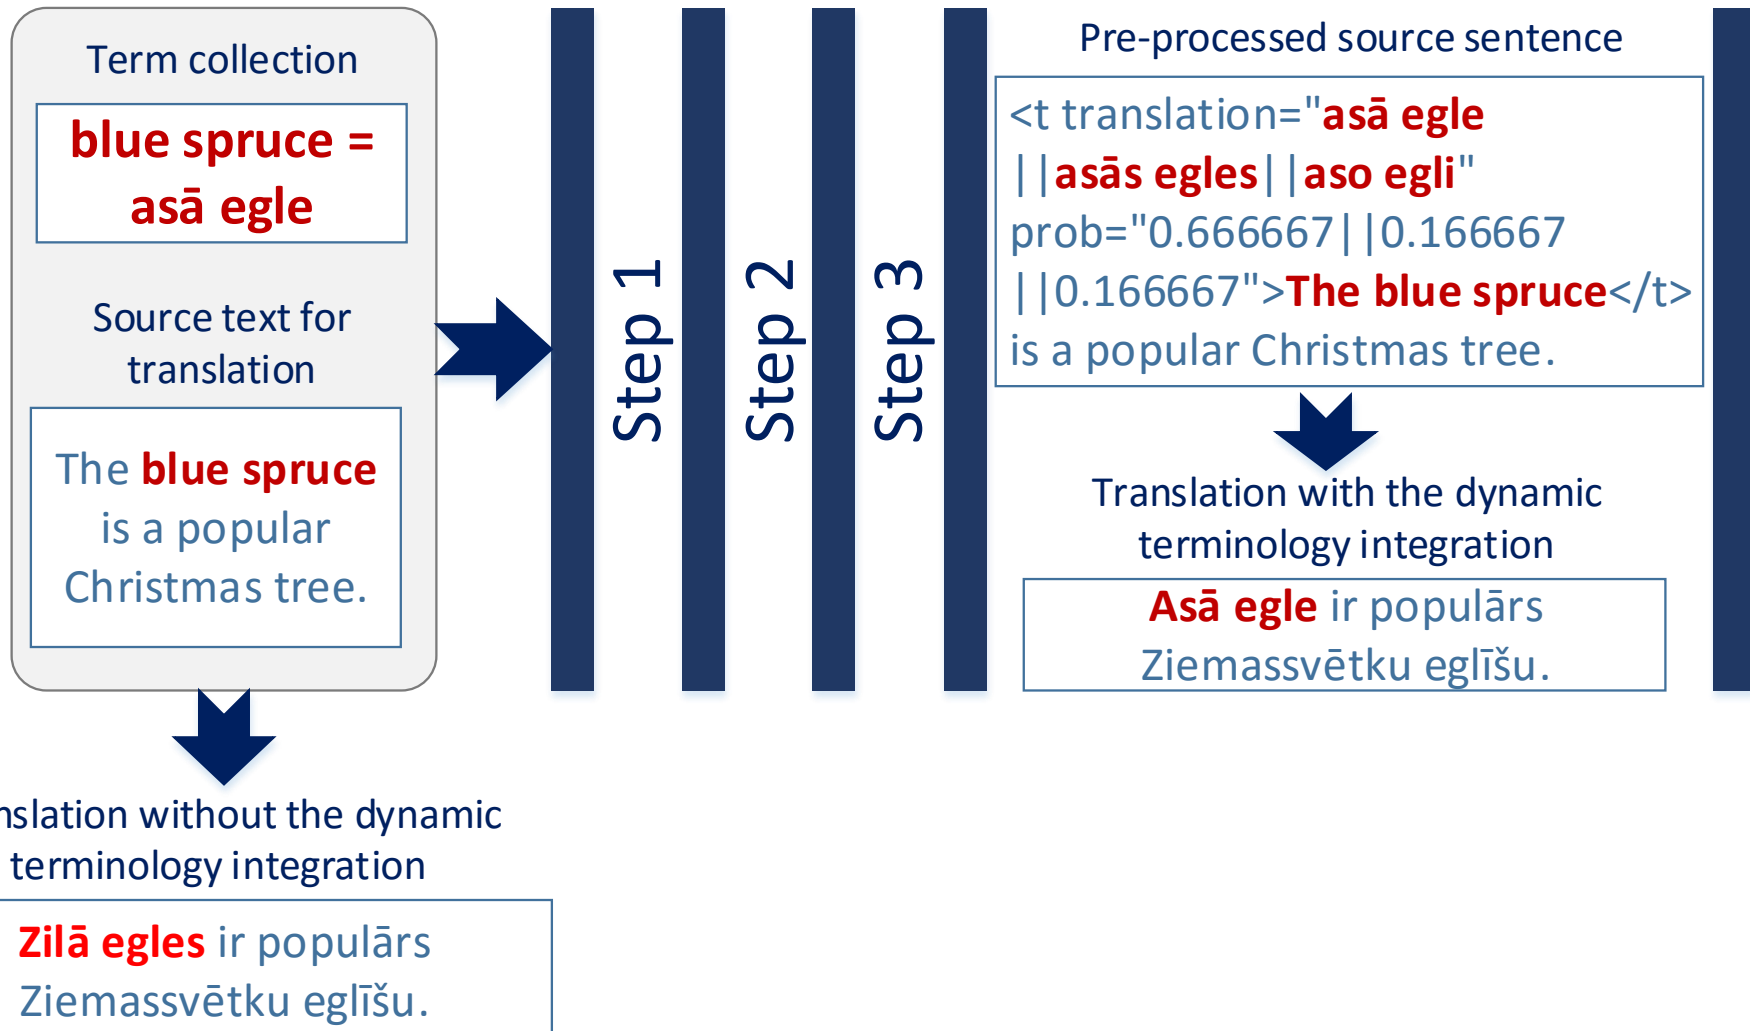 Term collection
blue spruce =
asā egle
Source text for
translation
The blue spruce
is a popular
Christmas tree.
Step 1
Step 2
Step 3
Pre-processed source sentence
<t translation="asā egle
||asās egles||aso egli"
prob="0.666667||0.166667
||0.166667">The blue spruce</t>
is a popular Christmas tree.
Translation with the dynamic
terminology integration
Asā egle ir populārs
Ziemassvētku eglīšu.
nslation without the dynamic
terminology integration
Zilā egles ir populārs
Ziemassvētku eglīšu.